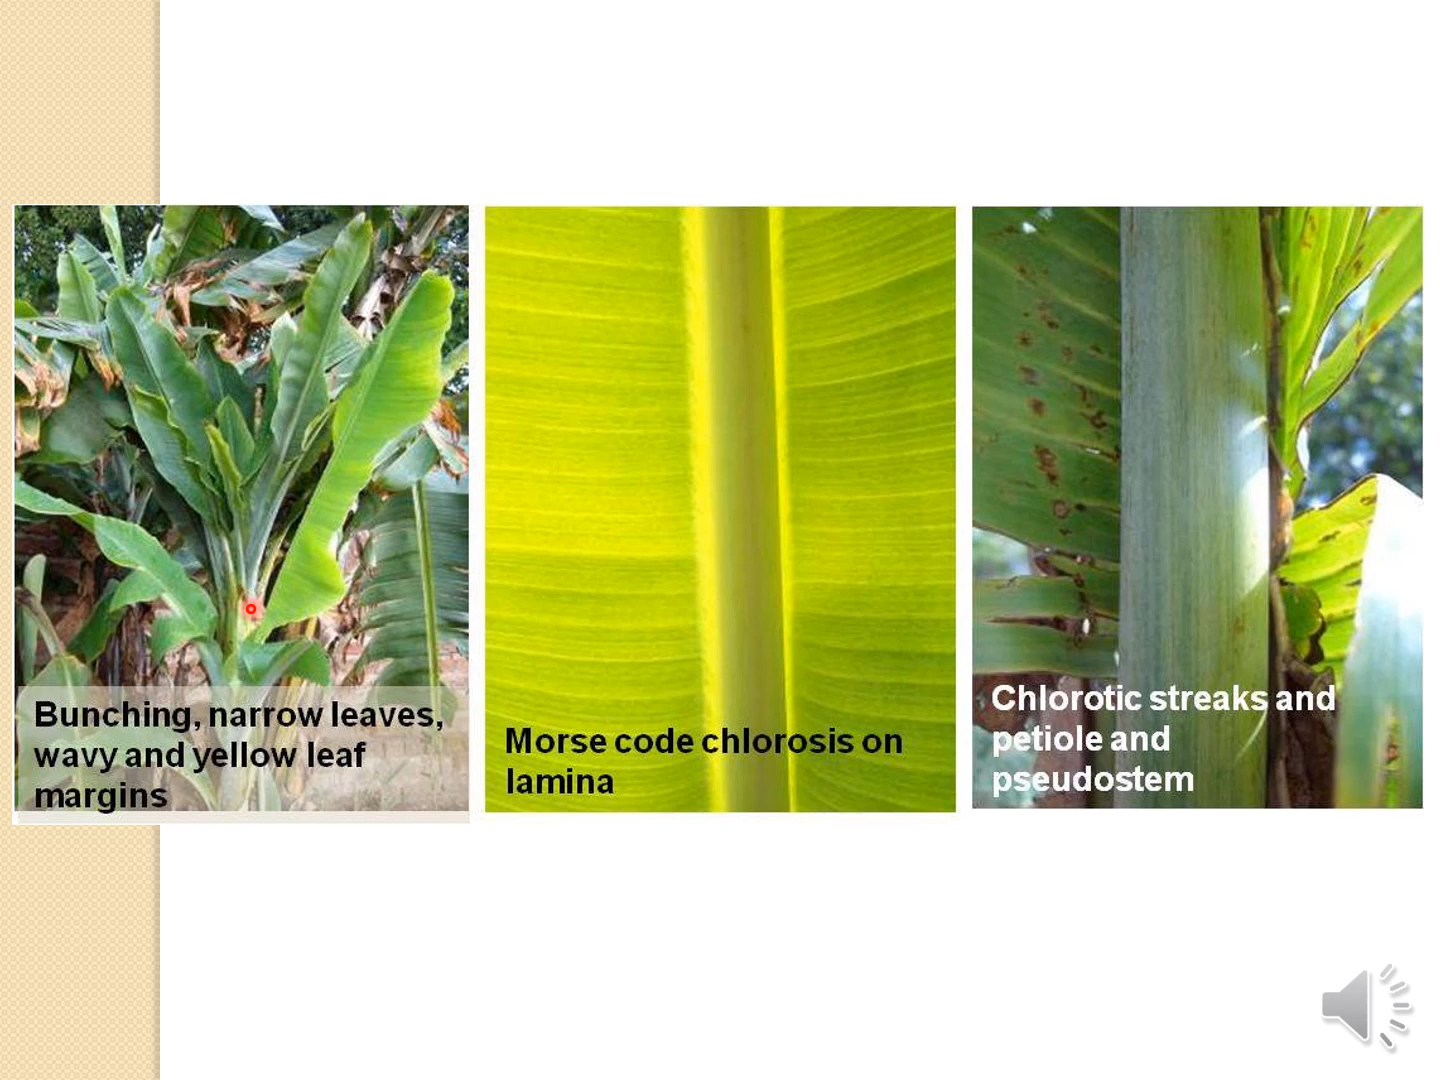 Bunching, narrow leaves,
wavy and yellow leaf
margins
Morse code chlorosis on
lamina
Chlorotic streaks and
petiole and
pseudostem